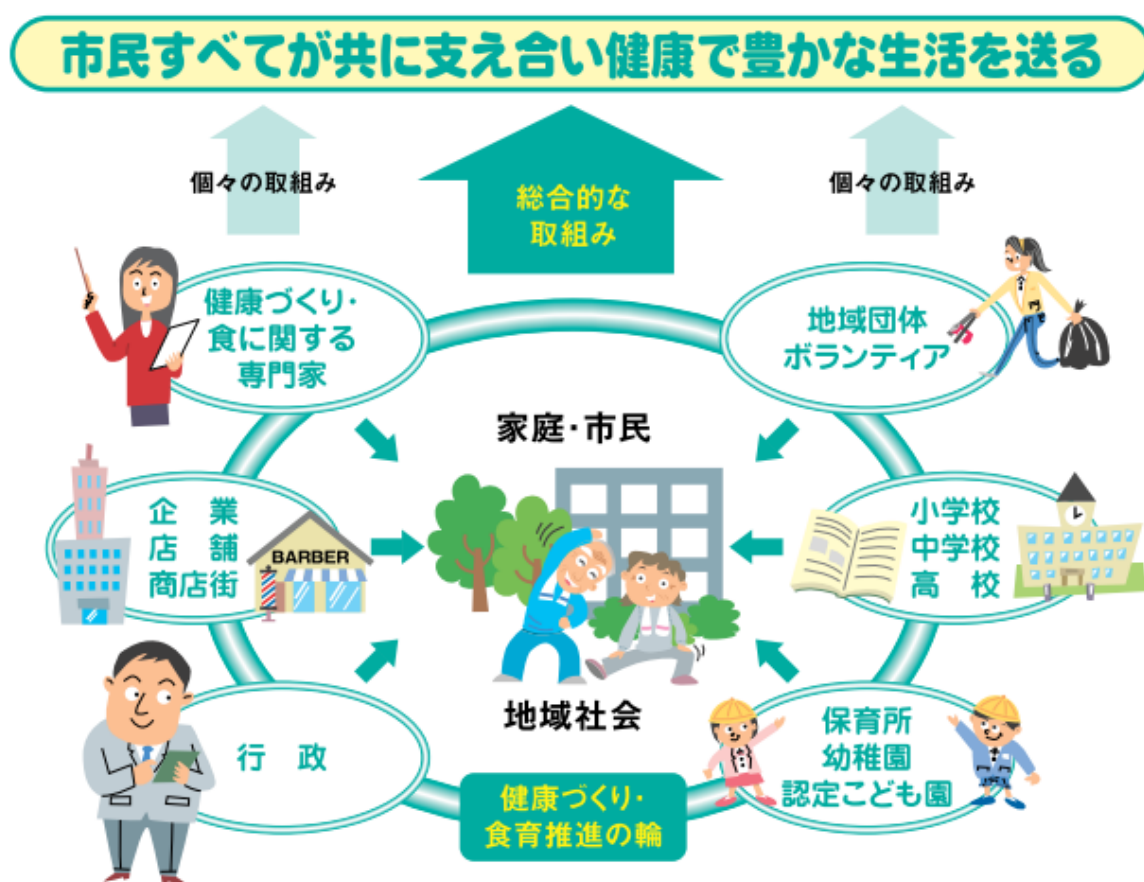 市民すべてが共に支え合い健康で豊かな生活を送る
個々の取組み
総合的な
取組み
個々の取組み
健康づくり・
食に関する
専門家
地域団体
ボランティア
家庭・市民
企　業
店　舗
商店街
BARBER
小学校
中学校
高　校
地域社会
行　政
保育所
幼稚園
認定こども園
健康づくり・
食育推進の輪